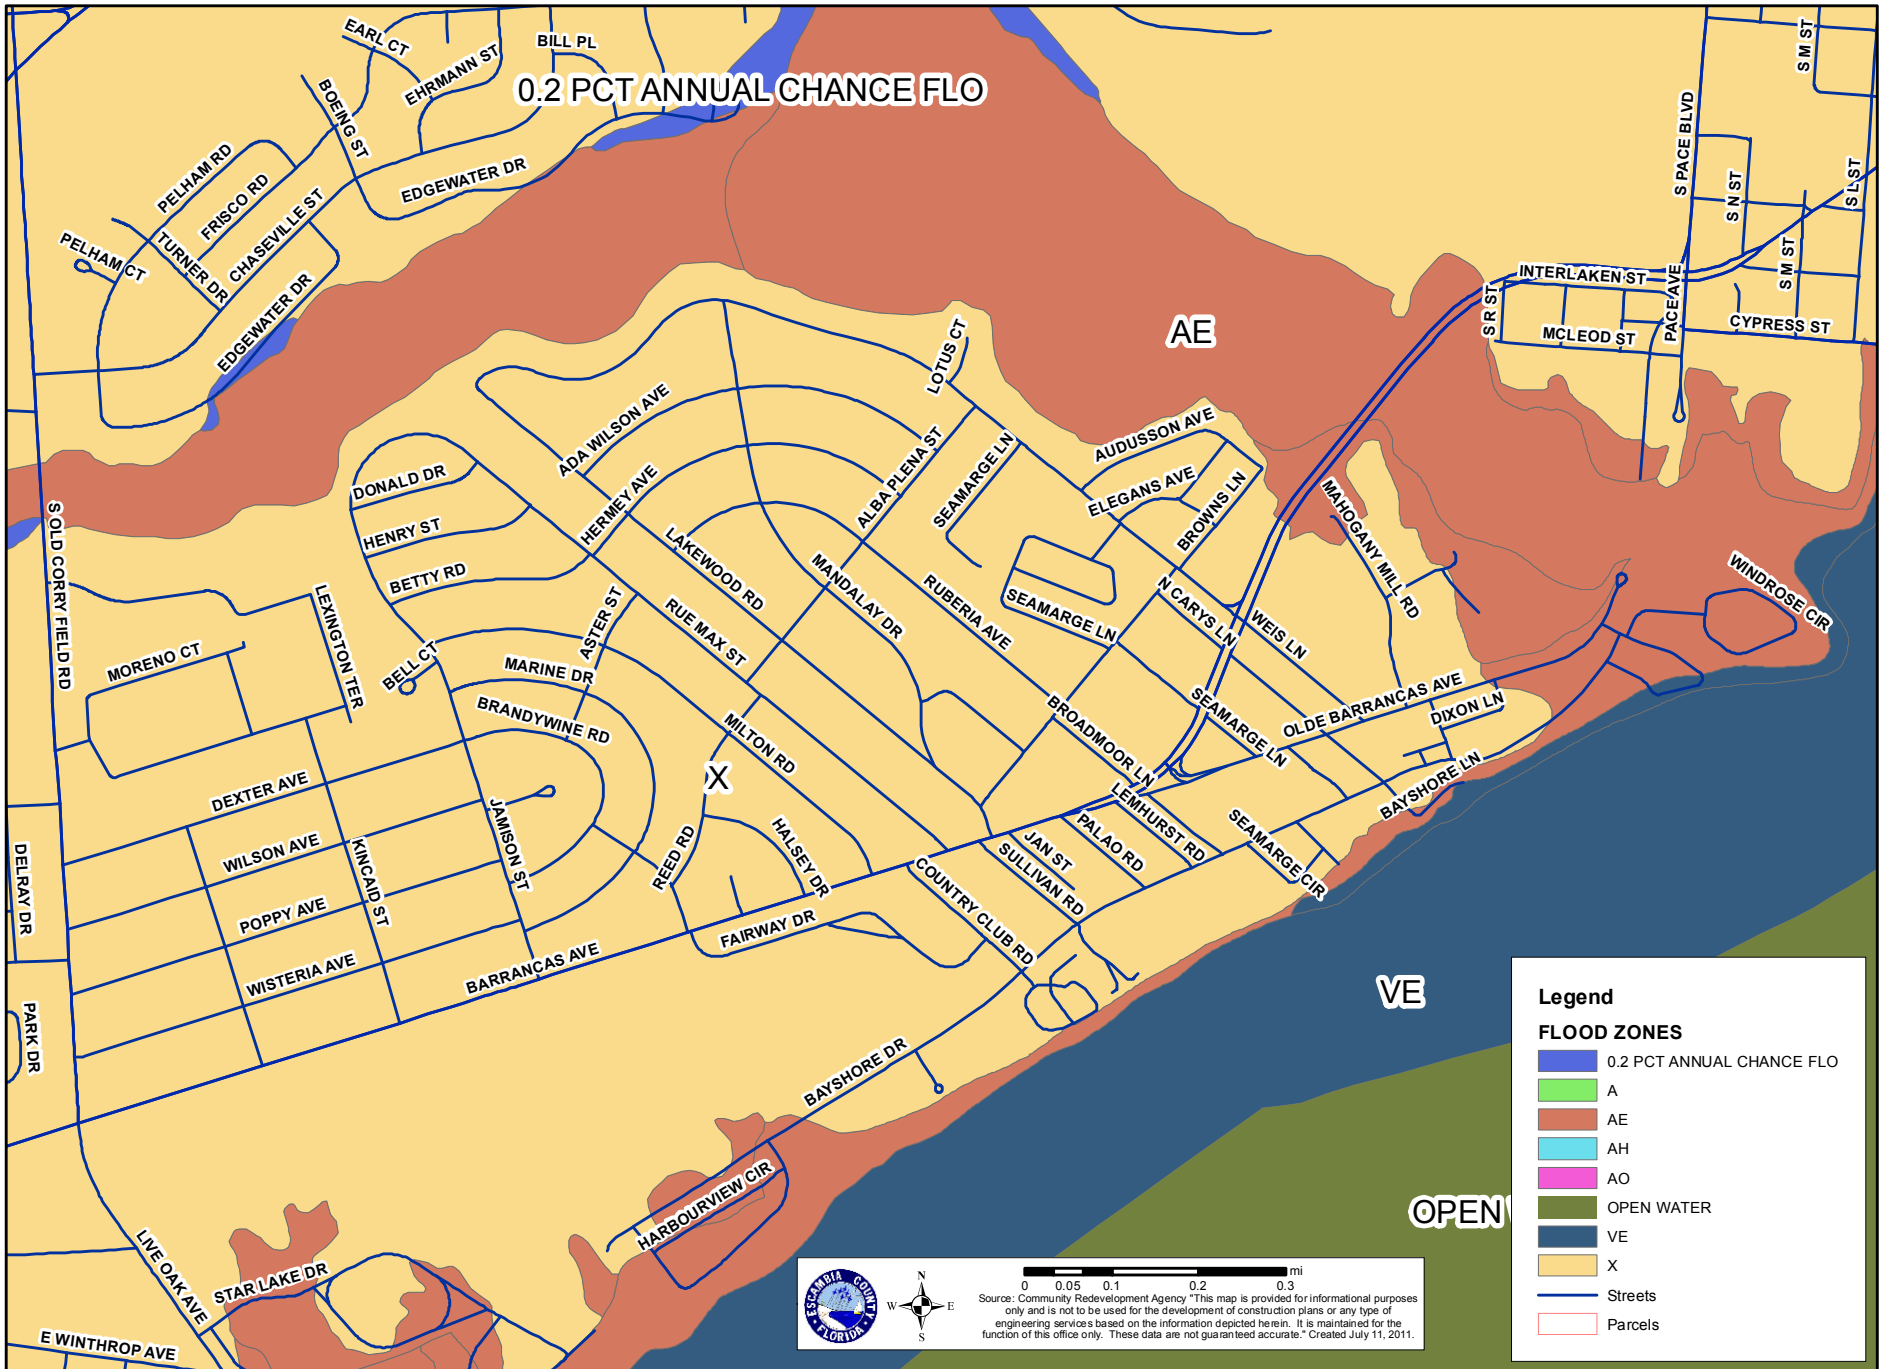 EARL CT
BILL PL
EHRMANN ST
S M ST
0.2 PCT ANNUAL CHANCE FLO
BOEING ST
S PACE BLVD
PELHAM RD
EDGEWATER DR
FRISCO RD
S N ST
S L ST
CHASEVILLE ST
PELHAM CT
TURNER DR
INTERLAKEN ST
S M ST
EDGEWATER DR
S R ST
PACE AVE
AE
MCLEOD ST
CYPRESS ST
LOTUS CT
ADA WILSON AVE
AUDUSSON AVE
ALBA PLENA ST
SEAMARGE LN
DONALD DR
ELEGANS AVE
HERMEY AVE
MAHOGANY MILL RD
BROWNS LN
HENRY ST
S OLD CORRY FIELD RD
LAKEWOOD RD
BETTY RD
MANDALAY DR
RUBERIA AVE
WINDROSE CIR
LEXINGTON TER
ASTER ST
RUE MAX ST
SEAMARGE LN
N CARYS LN
WEIS LN
MORENO CT
BELL CT
MARINE DR
BRANDYWINE RD
SEAMARGE LN
OLDE BARRANCAS AVE
DIXON LN
MILTON RD
BROADMOOR LN
X
BAYSHORE LN
DEXTER AVE
LEMHURST RD
JAMISON ST
WILSON AVE
HALSEY DR
REED RD
PALAO RD
JAN ST
SEAMARGE CIR
DELRAY DR
KINCAID ST
SULLIVAN RD
COUNTRY CLUB RD
POPPY AVE
FAIRWAY DR
WISTERIA AVE
BARRANCAS AVE
VE
PARK DR
BAYSHORE DR
HARBOURVIEW CIR
OPEN
LIVE OAK AVE
STAR LAKE DR
E WINTHROP AVE
Legend
FLOOD ZONES
0.2 PCT ANNUAL CHANCE FLO
A
AE
AH
AO
OPEN WATER
VE
X
Streets
Parcels
ESCAMBIA COUNTY
FLORIDA
N
W E
S
mi
0 0.05 0.1 0.2 0.3
Source: Community Redevelopment Agency "This map is provided for informational purposes
only and is not to be used for the development of construction plans or any type of
engineering services based on the information depicted herein. It is maintained for the
function of this office only. These data are not guaranteed accurate." Created July 11, 2011.